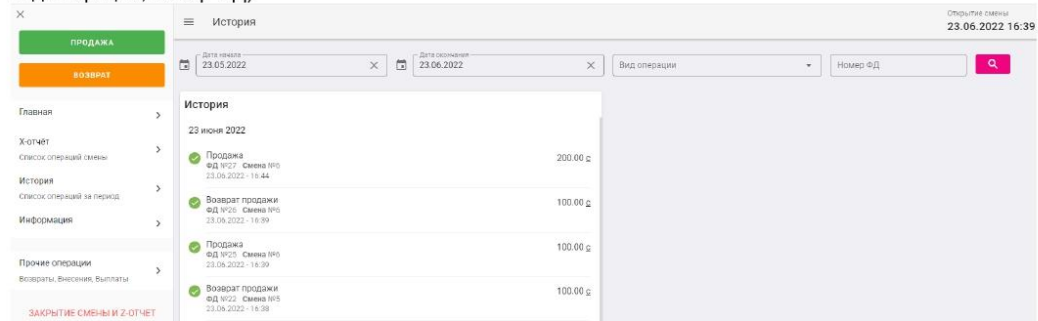 История
Открытие смены
23.06.2022 16:39
ПРОДАЖА
ВОЗВРАТ
Главная
X-отчёт
Список операций смены
История
Список операций за период
Информация
Прочие операции
Возвраты, Внесения, Выплаты
ЗАКРЫТИЕ СМЕНЫ И Z-ОТЧЕТ
Дата начала
23.05.2022
Дата окончания
23.06.2022
Вид операции
Номер ФД
История
23 июня 2022
Продажа
200.00 с
ФД №27 Смена №6
23.06.2022 - 16:44
Возврат продажи
100.00 с
ФД №26 Смена №6
23.06.2022 - 16:39
Продажа
100.00 с
ФД №25 Смена №6
23.06.2022 - 16:39
Возврат продажи
100.00 с
ФД №22 Смена №5
23.06.2022 - 16:38